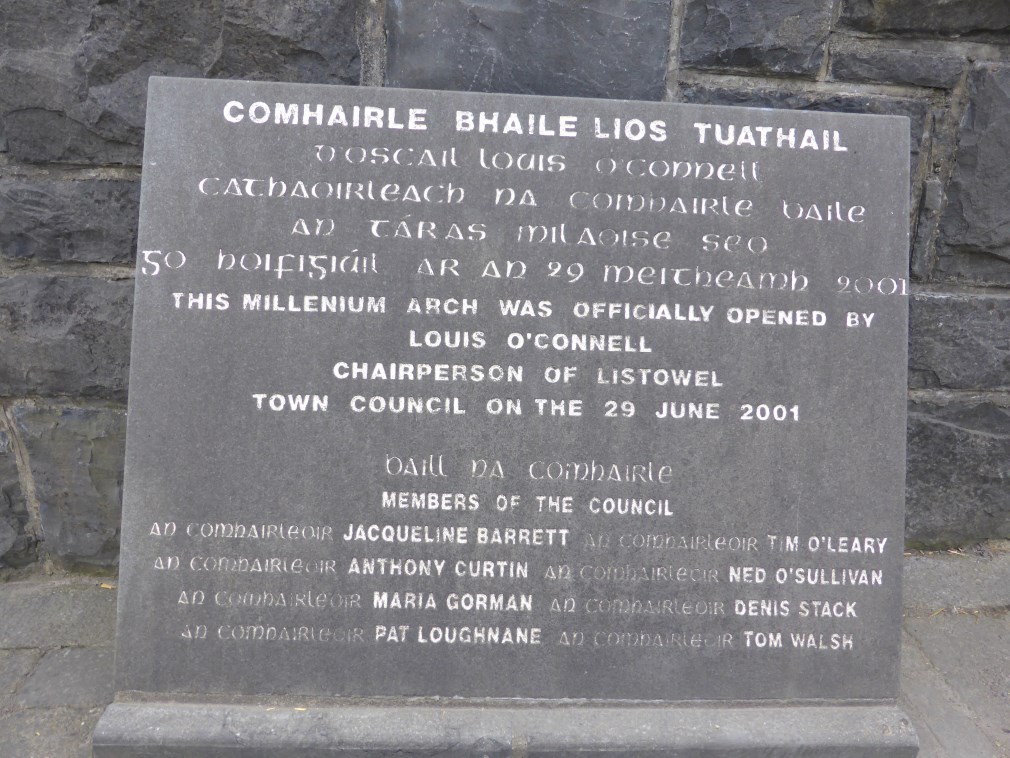 COMHAIRLE BHAILE LIOS TUATHAIL
D'OSCAIL LOUIS O'CONNELL
CATHAOIRLEACH NA COMHAIRLE BAILE
AN TÁRAS MILAOISE SEO
GO HOIFIGIÁIL AR AN 29 MEITHEAMH 2001
THIS MILLENIUM ARCH WAS OFFICIALLY OPENED BY
LOUIS O'CONNELL
CHAIRPERSON OF LISTOWEL
TOWN COUNCIL ON THE 29 JUNE 2001
BAILL NA COMHAIRLE
MEMBERS OF THE COUNCIL
AN COMHAIRLEOIR JACQUELINE BARRETT AN COMHAIRLEOIR TIM O'LEARY
AN COMHAIRLEOIR ANTHONY CURTIN AN COMHAIRLEOIR NED O'SULLIVAN
AN COMHAIRLEOIR MARIA GORMAN AN COMHAIRLEOIR DENIS STACK
AN COMHAIRLEOIR PAT LOUGHNANE AN COMHAIRLEOIR TOM WALSH